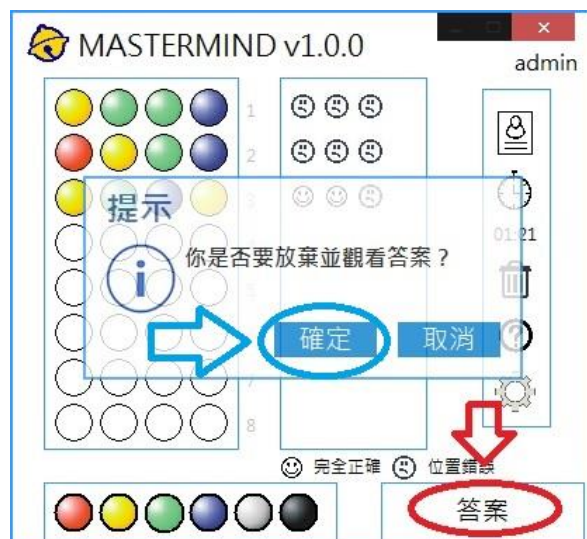 MASTERMIND v1.0.0
admin
1
2
3
提示
01:21
你是否要放棄並觀看答案？
確定
取消
7
8
完全正確
位置錯誤
答案